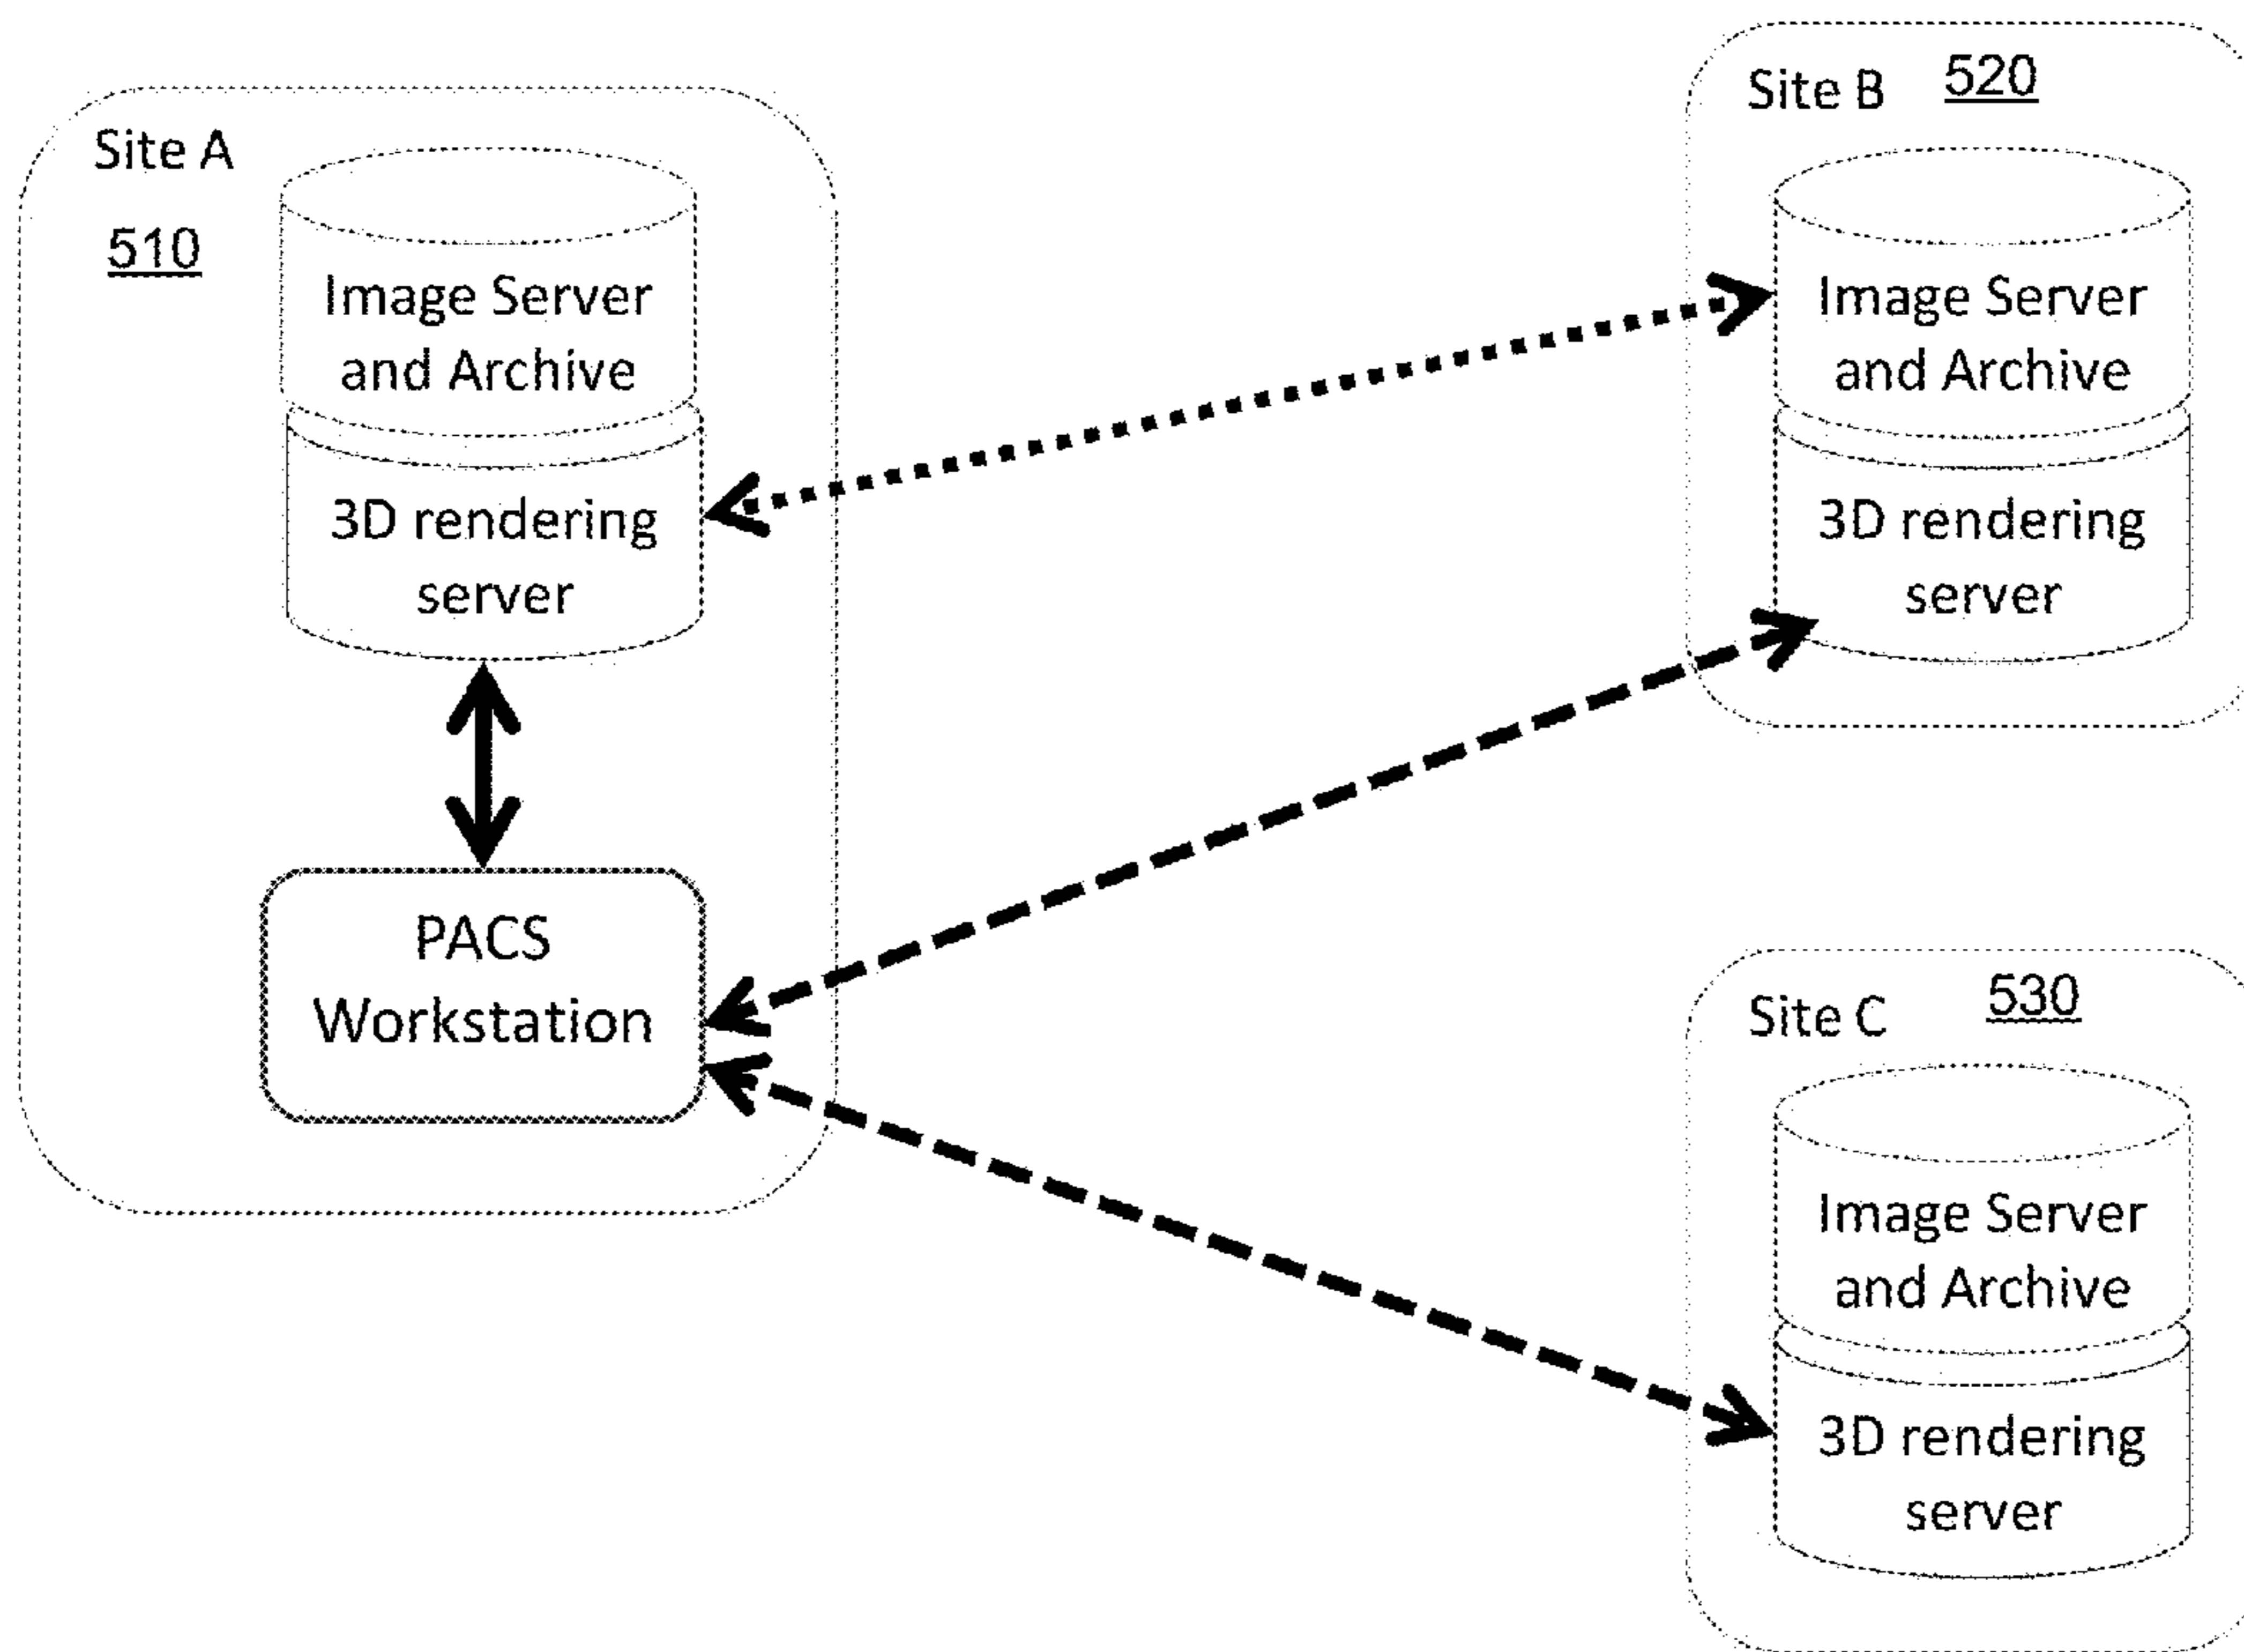 Site A
510
Image Server
and Archive
3D rendering
server
PACS
Workstation
Site B 520
Image Server
and Archive
3D rendering
server
Site C 530
Image Server
and Archive
3D rendering
server